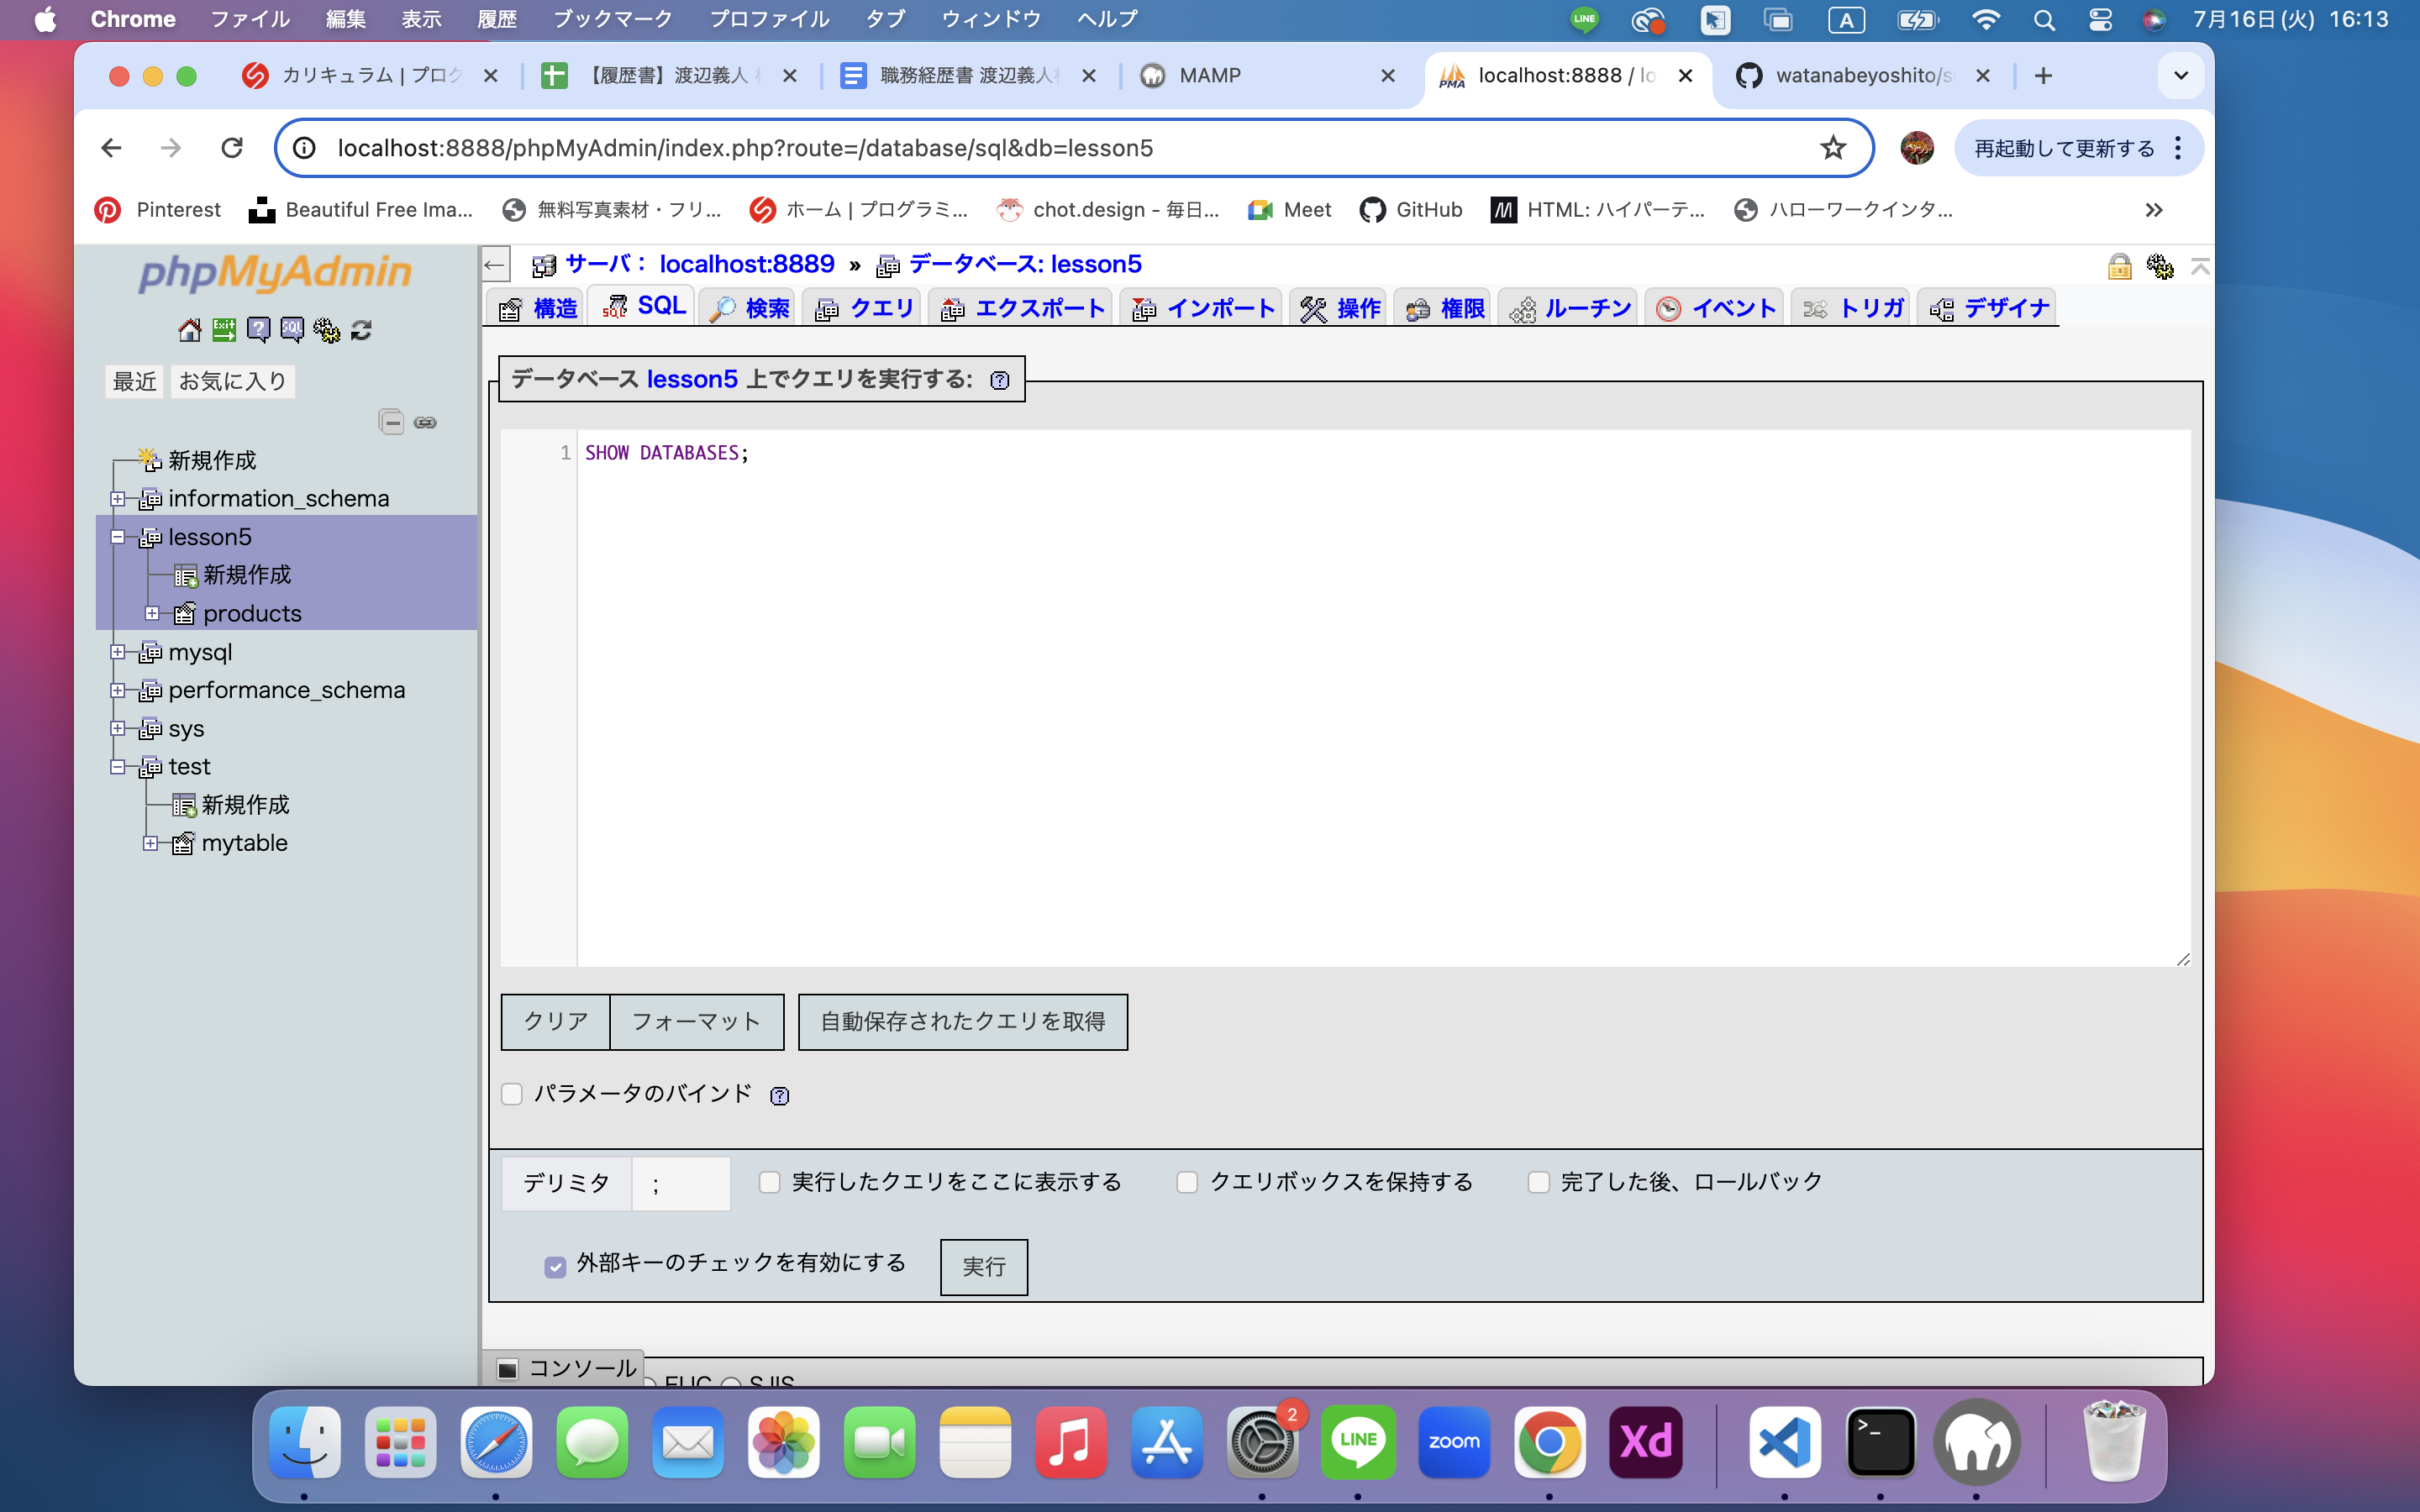 Chrome ファイル 編集 表示 履歴 ブックマーク プロファイル タブ ウィンドウ ヘルプ LINE A 7月16日(火) 16:13
カリキュラム | プログ 【履歴書】渡辺義人 職務経歴書 渡辺義人 MAMP PMA localhost:8888 / lo watanabeyoshito/s
localhost:8888/phpMyAdmin/index.php?route=/database/sql&db=lesson5 再起動して更新する
Pinterest Beautiful Free Ima... 無料写真素材・フリ... ホーム | プログラミ... chot.design - 毎日... Meet GitHub HTML: ハイパーテ... ハローワークインタ...
phpMyAdmin
最近 お気に入り
新規作成
information_schema
lesson5
新規作成
products
mysql
performance_schema
sys
test
新規作成
mytable
サーバ: localhost:8889 » データベース: lesson5
構造 SQL 検索 クエリ エクスポート インポート 操作 権限 ルーチン イベント トリガ デザイナ
データベース lesson5 上でクエリを実行する:
1 SHOW DATABASES;
クリア フォーマット 自動保存されたクエリを取得
パラメータのバインド
デリミタ ; 実行したクエリをここに表示する クエリボックスを保持する 完了した後、ロールバック
外部キーのチェックを有効にする 実行
コンソール EUC SJIS
2 LINE zoom Xd